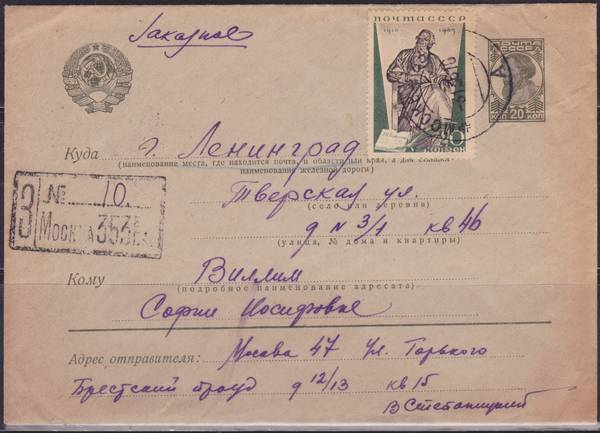 Заказное
ПОЧТА СССР
1910
ПОЧТА
СССР
КОП 20 КОП
Куда г. Ленинград
(наименование места, где находится почта, и области или края, а для станции
наименование железной дороги)
Тверская ул.
(село или деревня)
д № 3/1 кв 46
(улица, № дома и квартиры)
З
№ 10
МОСКВА 353
Кому Виллим
(подробное наименование адресата)
Софии Иосифовне
Адрес отправителя: Москва 47 ул. Горького
Брестский проезд д 12/13 кв 15